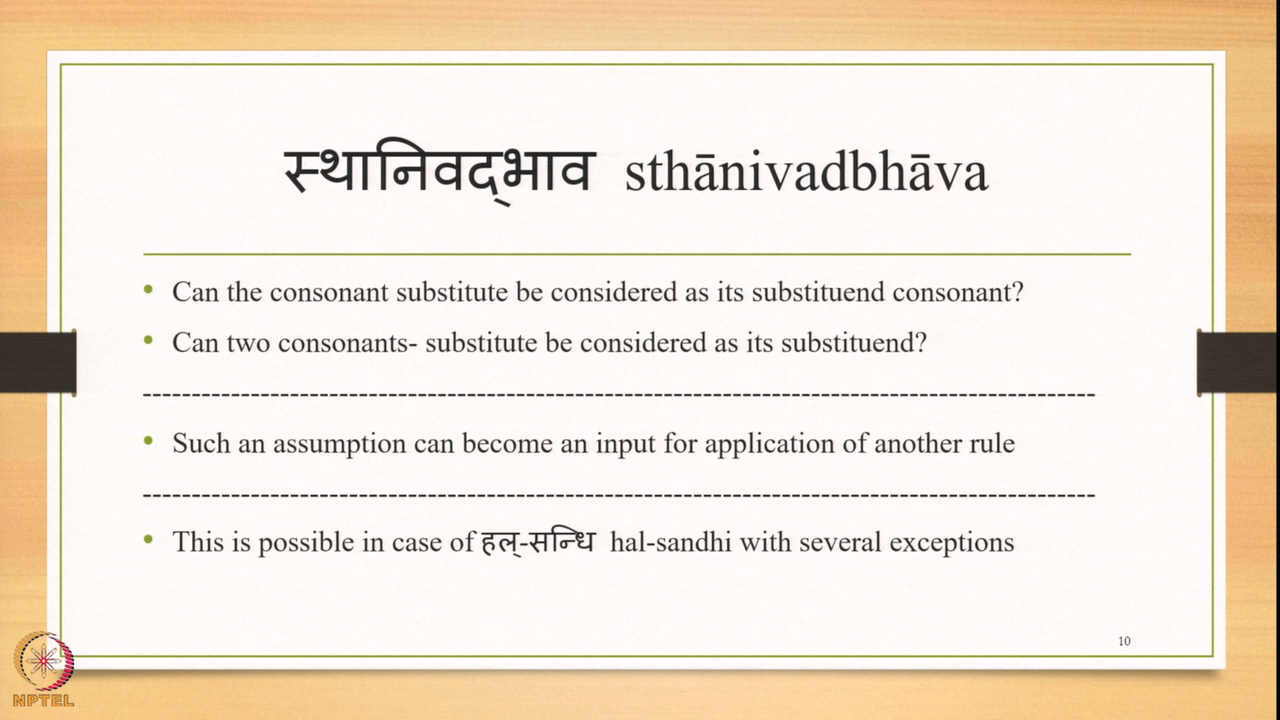 स्थानिवद्भाव sthānivadbhāva
• Can the consonant substitute be considered as its substituend consonant?
• Can two consonants- substitute be considered as its substituend?
--------------------------------------------------------------------------
• Such an assumption can become an input for application of another rule
--------------------------------------------------------------------------
• This is possible in case of हल्-सन्धि hal-sandhi with several exceptions
10
NPTEL